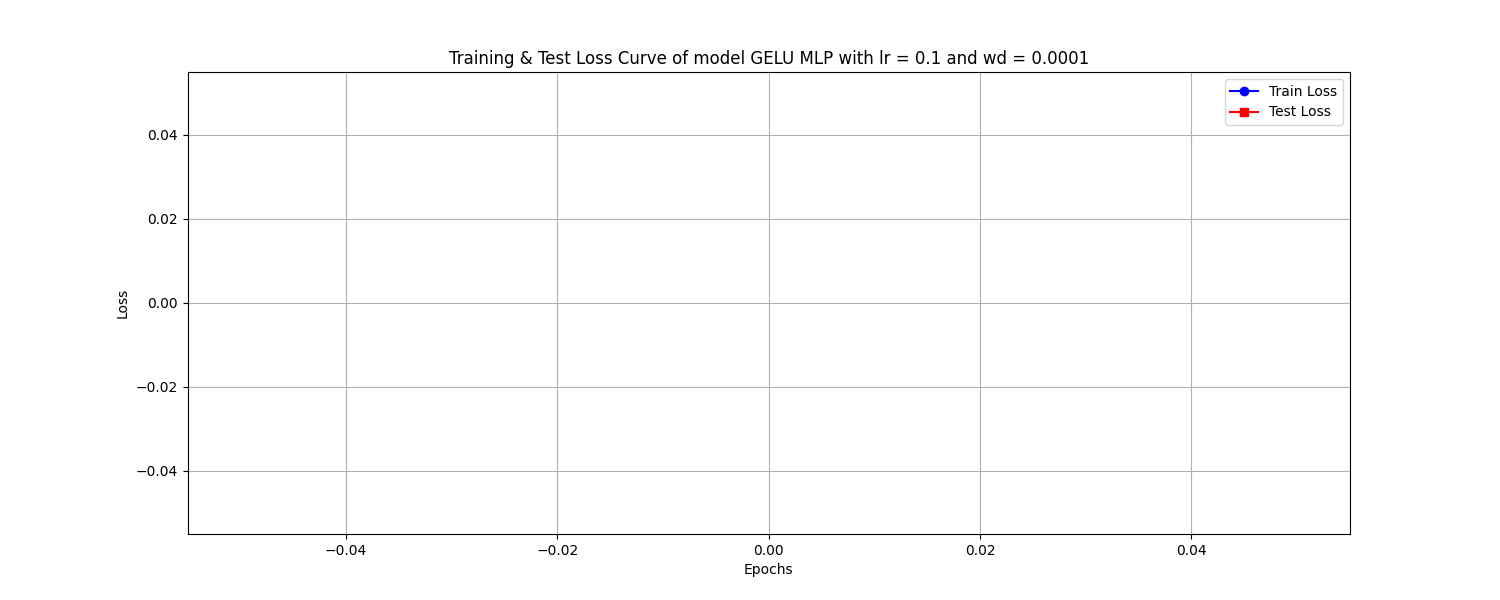 Training & Test Loss Curve of model GELU MLP with lr = 0.1 and wd = 0.0001
Train Loss
Test Loss
0.04
0.02
0.00
−0.02
−0.04
Loss
−0.04 −0.02 0.00 0.02 0.04
Epochs